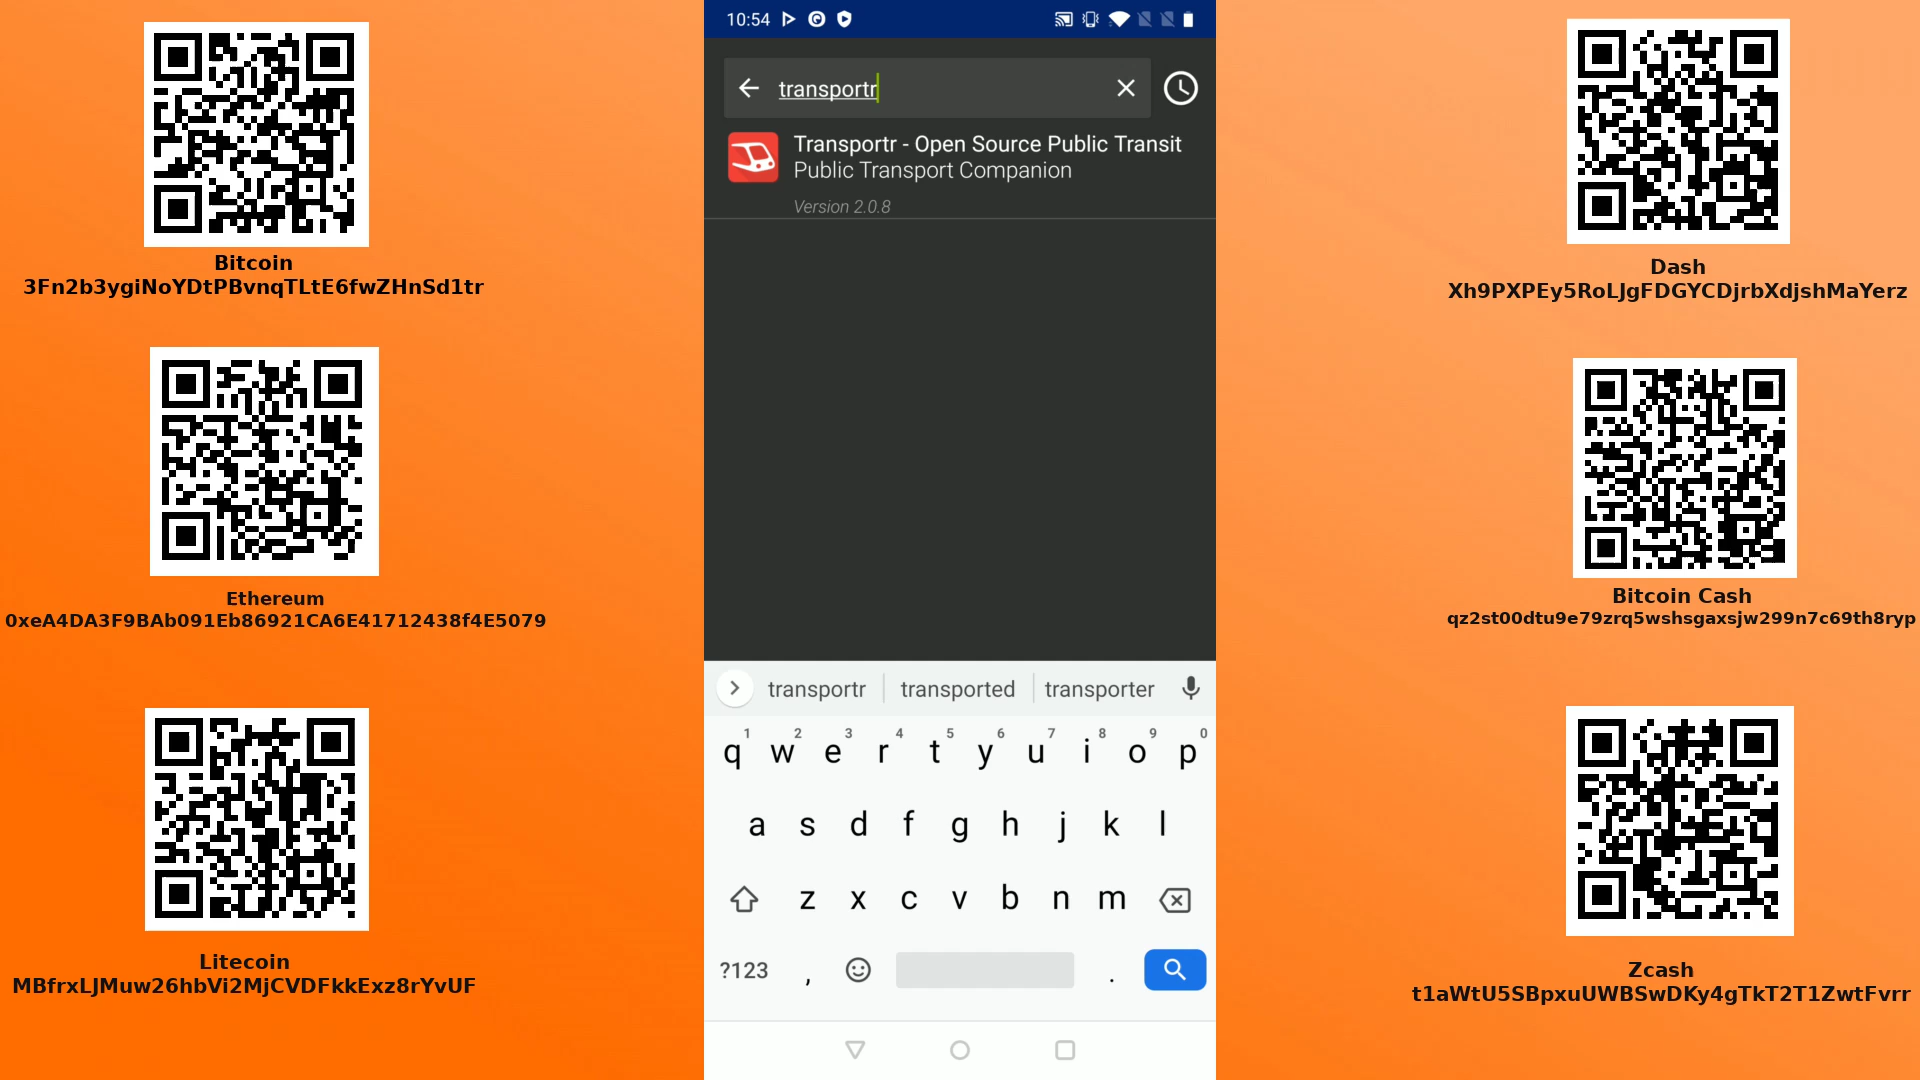 Bitcoin
3Fn2b3ygiNoYDtPBvnqTLtE6fwZHnSd1tr
Ethereum
0xeA4DA3F9BAb091Eb86921CA6E41712438f4E5079
Litecoin
MBfrxLJMuw26hbVi2MjCVDFkkExz8rYvUF
10:54
transportr
Transportr - Open Source Public Transit
Public Transport Companion
Version 2.0.8
transportr transported transporter
1 2 3 4 5 6 7 8 9 0
q w e r t y u i o p
a s d f g h j k l
z x c v b n m
?123 , .
Dash
Xh9PXPEy5RoLJgFDGYCDjrbXdjshMaYerz
Bitcoin Cash
qz2st00dtu9e79zrq5wshsgaxsjw299n7c69th8ryp
Zcash
t1aWtU5SBpxuUWBSwDKy4gTkT2T1ZwtFvrr